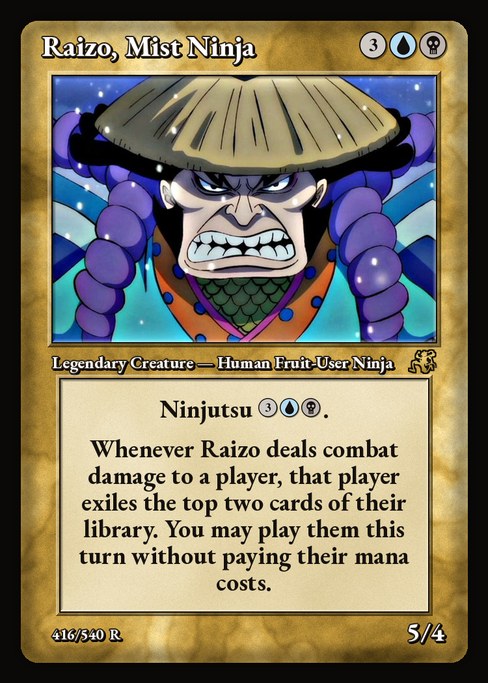 Raizo, Mist Ninja
3
Legendary Creature — Human Fruit-User Ninja
Ninjutsu 3.
Whenever Raizo deals combat
damage to a player, that player
exiles the top two cards of their
library. You may play them this
turn without paying their mana
costs.
416/540 R
5/4